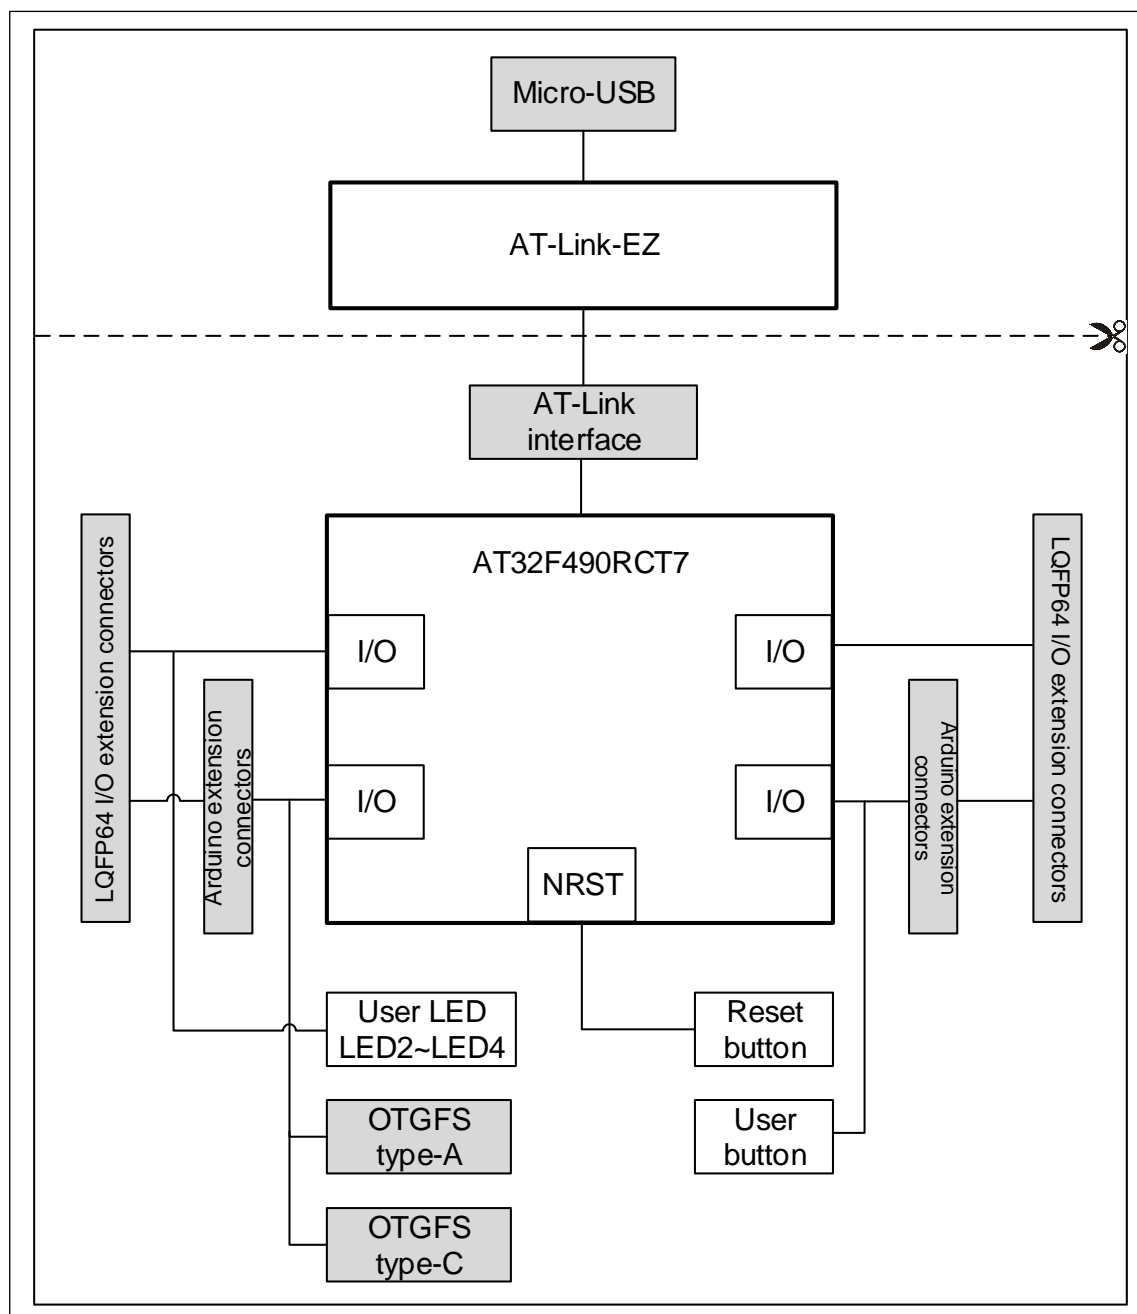 Micro-USB
AT-Link-EZ
AT-Link
interface
AT32F490RCT7
LQFP64 I/O extension connectors
Arduino extension
connectors
I/O
I/O
I/O
I/O
NRST
Arduino extension
connectors
LQFP64 I/O extension connectors
User LED
LED2~LED4
Reset
button
OTGFS
type-A
User
button
OTGFS
type-C